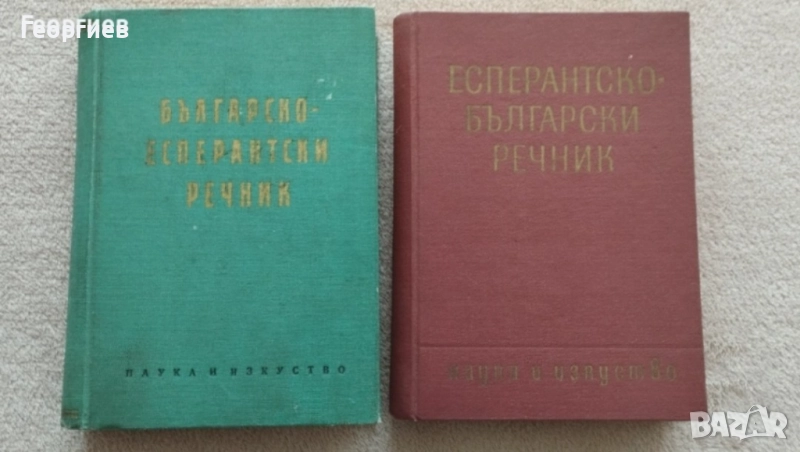 Георгиев
БЪЛГАРСКО-
ЕСПЕРАНТСКИ
РЕЧНИК
НАУКА И ИЗКУСТВО
ЕСПЕРАНТСКО-
БЪЛГАРСКИ
РЕЧНИК
наука и изкуство
BAZAR